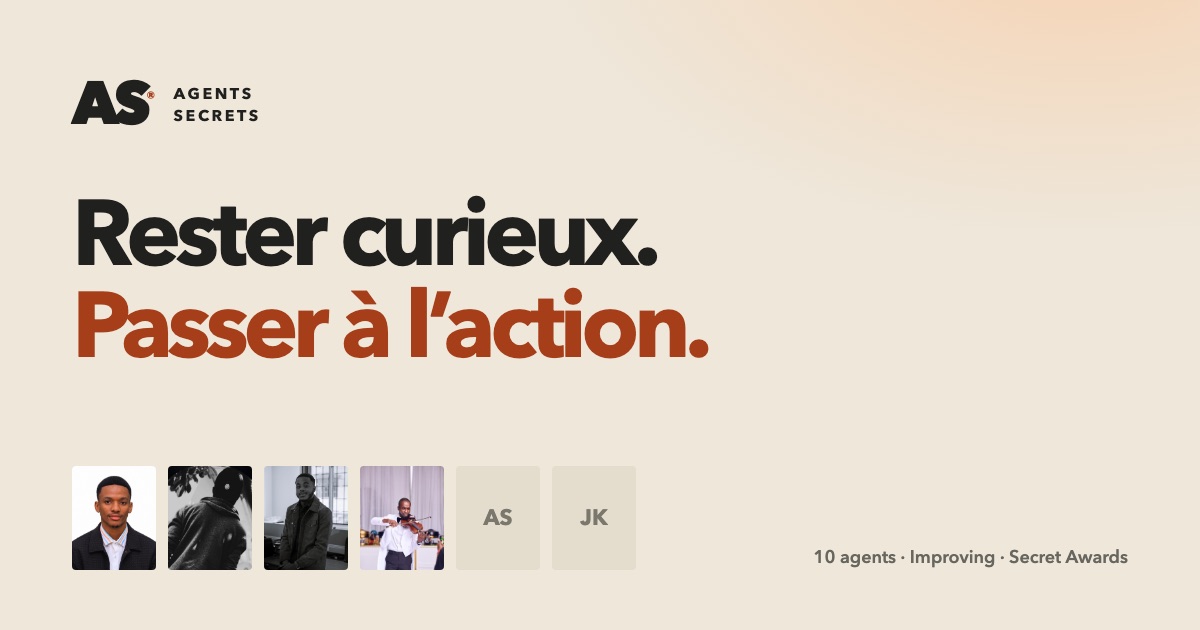 AS®
AGENTS
SECRETS
Rester curieux.
Passer à l’action.
AS
JK
10 agents · Improving · Secret Awards